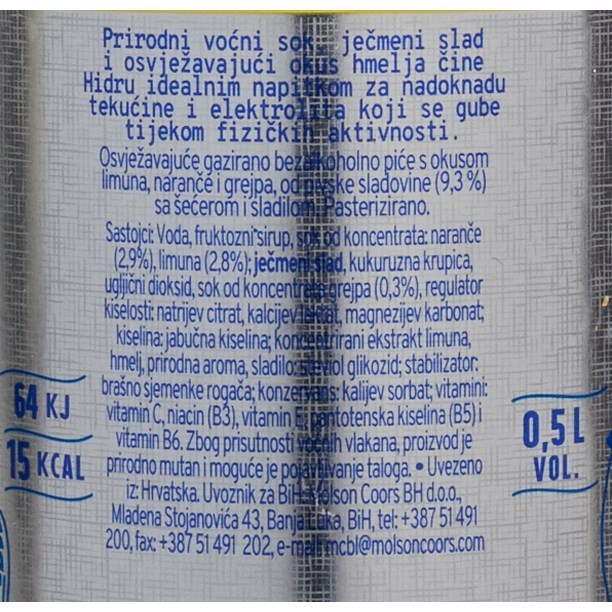 Prirodni voćni sok, ječmeni slad
i osvježavajući okus hmelja čine
Hidru idealnim napitkom za nadoknadu
tekućine i elektrolita koji se gube
tijekom fizičkih aktivnosti.
Osvježavajuće gazirano bezalkoholno piće s okusom
limuna, naranče i grejpa, od pivske sladovine (9,3 %)
sa šećerom i sladilom. Pasterizirano.
Sastojci: Voda, fruktozni sirup, sok od koncentrata: naranče
(2,9%), limuna (2,8%); ječmeni slad, kukuruzna krupica,
ugljični dioksid, sok od koncentrata grejpa (0,3%), regulator
kiselosti: natrijev citrat, kalcijev laktat, magnezijev karbonat;
kiselina: jabučna kiselina; koncentrirani ekstrakt limuna,
hmelj, prirodna aroma, sladilo: steviol glikozid; stabilizator:
brašno sjemenke rogača; konzervans: kalijev sorbat; vitamini:
vitamin C, niacin (B3), vitamin E, pantotenska kiselina (B5) i
vitamin B6. Zbog prisutnosti voćnih vlakana, proizvod je
prirodno mutan i moguće je pojavljivanje taloga. • Uvezeno
iz: Hrvatska. Uvoznik za BiH: Molson Coors BH d.o.o.,
Mladena Stojanovića 43, Banja Luka, BiH, tel: +387 51 491
200, fax: +387 51 491 202, e-mail: mcbl@molsoncoors.com
64 KJ
15 KCAL
0,5L
VOL.